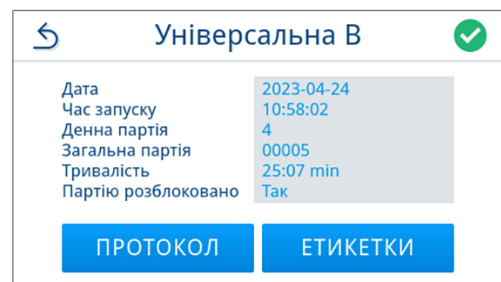 Універсальна В
Дата 2023-04-24
Час запуску 10:58:02
Денна партія 4
Загальна партія 00005
Тривалість 25:07 min
Партію розблоковано Так
ПРОТОКОЛ ЕТИКЕТКИ